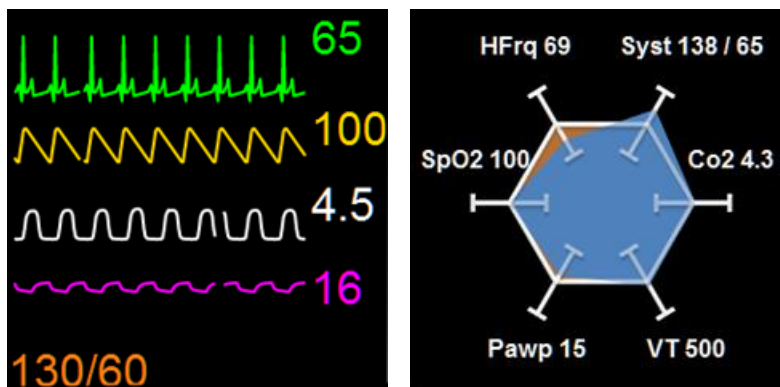 65
100
4.5
16
130/60
HFrq 69
Syst 138 / 65
SpO2 100
Co2 4.3
Pawp 15
VT 500